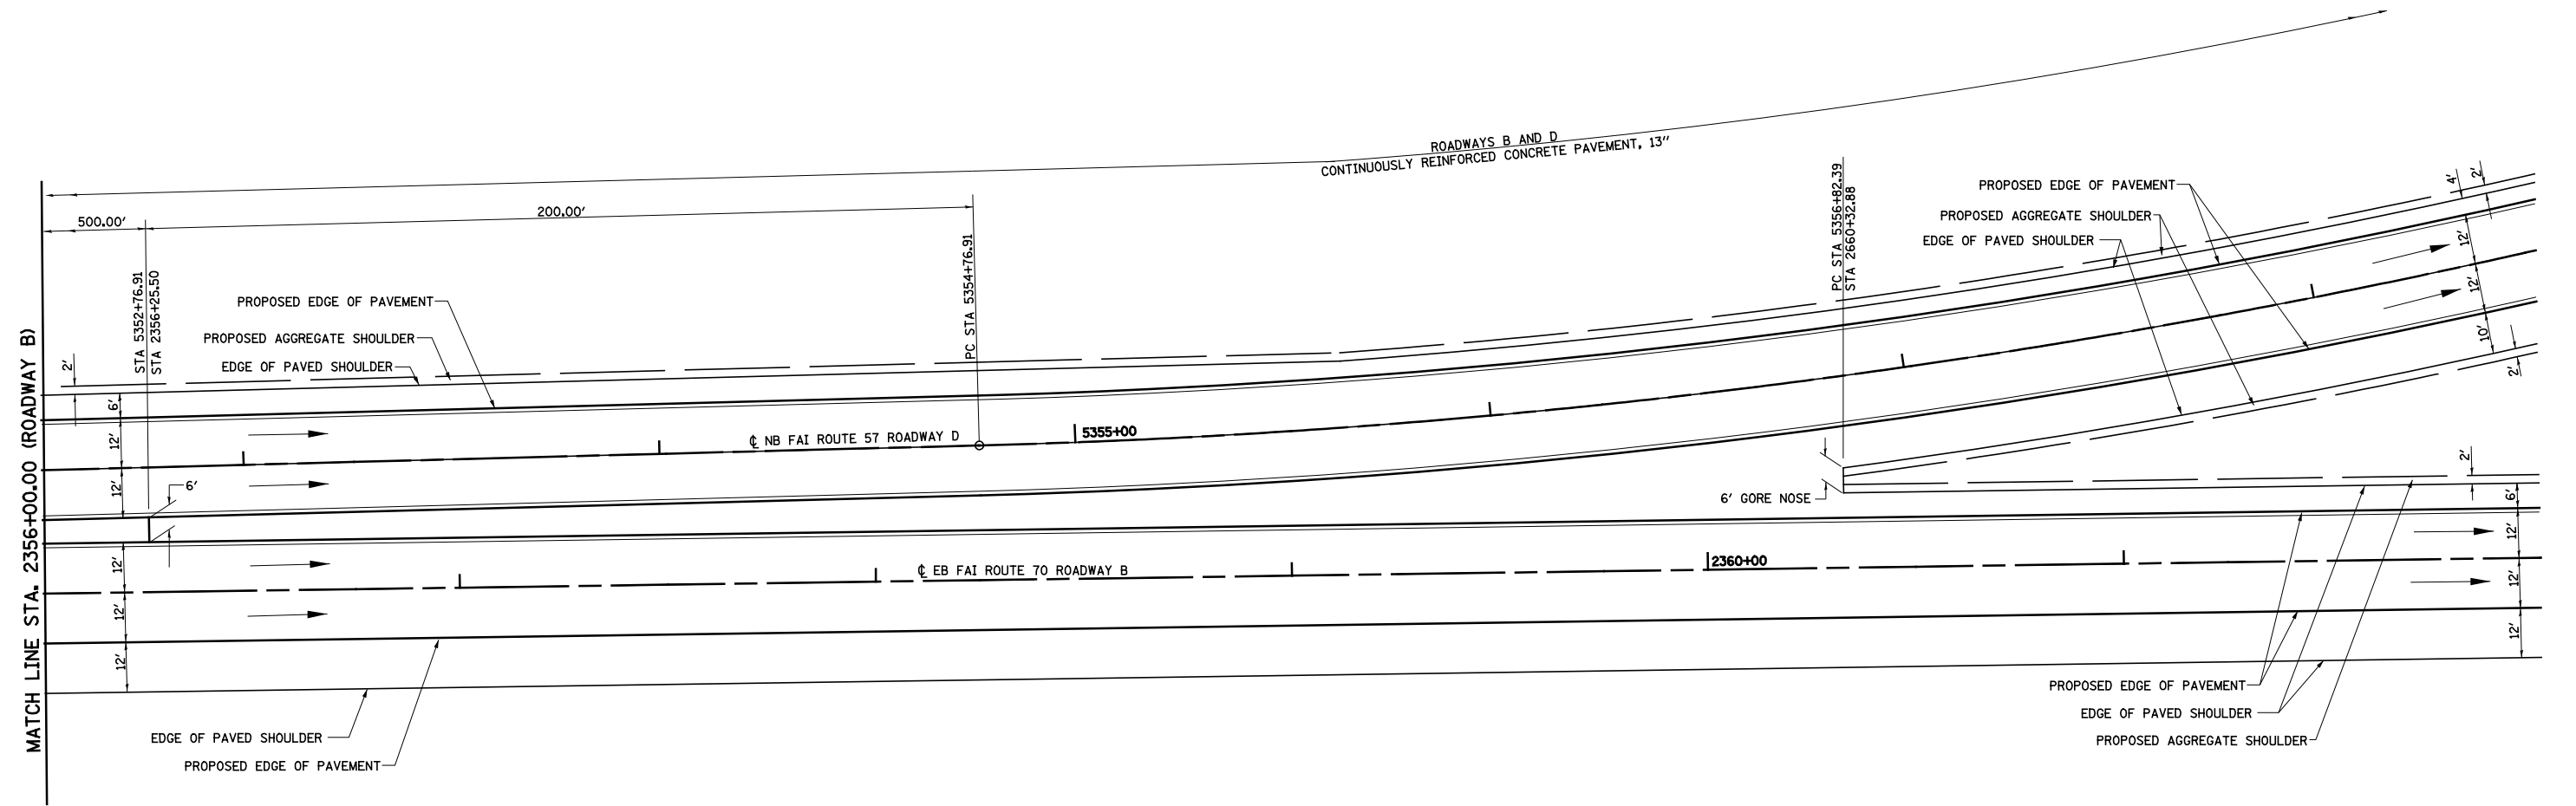 ROADWAYS B AND D
CONTINUOUSLY REINFORCED CONCRETE PAVEMENT, 13"
500.00'
200.00'
STA 5352+76.91
STA 2356+25.50
PC STA 5354+76.91
PC STA 5356+82.39
STA 2660+32.88
PROPOSED EDGE OF PAVEMENT
PROPOSED AGGREGATE SHOULDER
EDGE OF PAVED SHOULDER
4'
2'
12'
12'
10'
2'
PROPOSED EDGE OF PAVEMENT
PROPOSED AGGREGATE SHOULDER
EDGE OF PAVED SHOULDER
2'
6'
12'
12'
6'
℄ NB FAI ROUTE 57 ROADWAY D
5355+00
6' GORE NOSE
2'
6'
12'
12'
12'
12'
12'
12'
℄ EB FAI ROUTE 70 ROADWAY B
2360+00
MATCH LINE STA. 2356+00.00 (ROADWAY B)
EDGE OF PAVED SHOULDER
PROPOSED EDGE OF PAVEMENT
PROPOSED EDGE OF PAVEMENT
EDGE OF PAVED SHOULDER
PROPOSED AGGREGATE SHOULDER